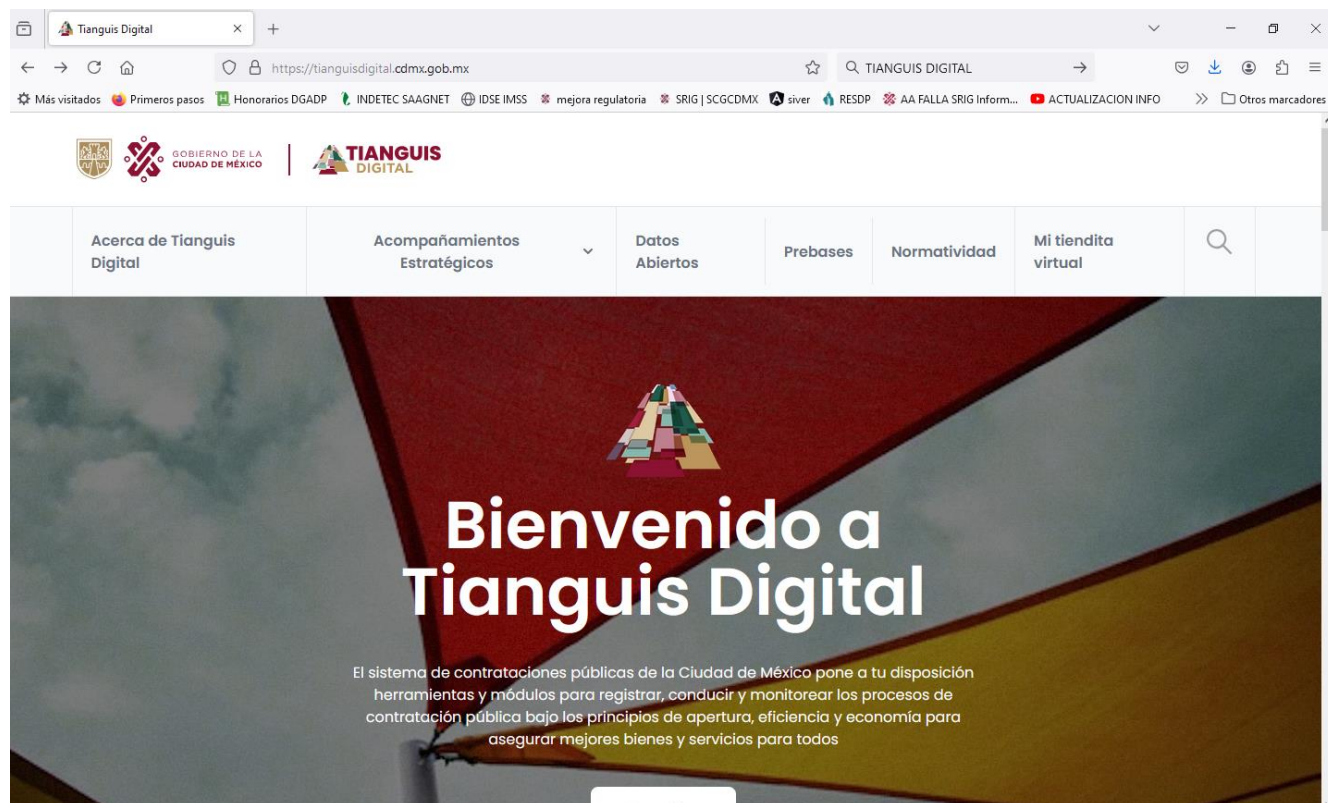 Tianguis Digital
https://tianguisdigital.cdmx.gob.mx
TIANGUIS DIGITAL
Más visitados Primeros pasos Honorarios DGADP INDETEC SAAGNET IDSE IMSS mejora regulatoria SRIG | SCGCDMX siver RESDP AA FALLA SRIG Inform... ACTUALIZACION INFO Otros marcadores
GOBIERNO DE LA
CIUDAD DE MÉXICO
TIANGUIS
DIGITAL
Acerca de Tianguis
Digital
Acompañamientos
Estratégicos
Datos
Abiertos
Prebases
Normatividad
Mi tiendita
virtual
Bienvenido a
Tianguis Digital
El sistema de contrataciones públicas de la Ciudad de México pone a tu disposición
herramientas y módulos para registrar, conducir y monitorear los procesos de
contratación pública bajo los principios de apertura, eficiencia y economía para
asegurar mejores bienes y servicios para todos